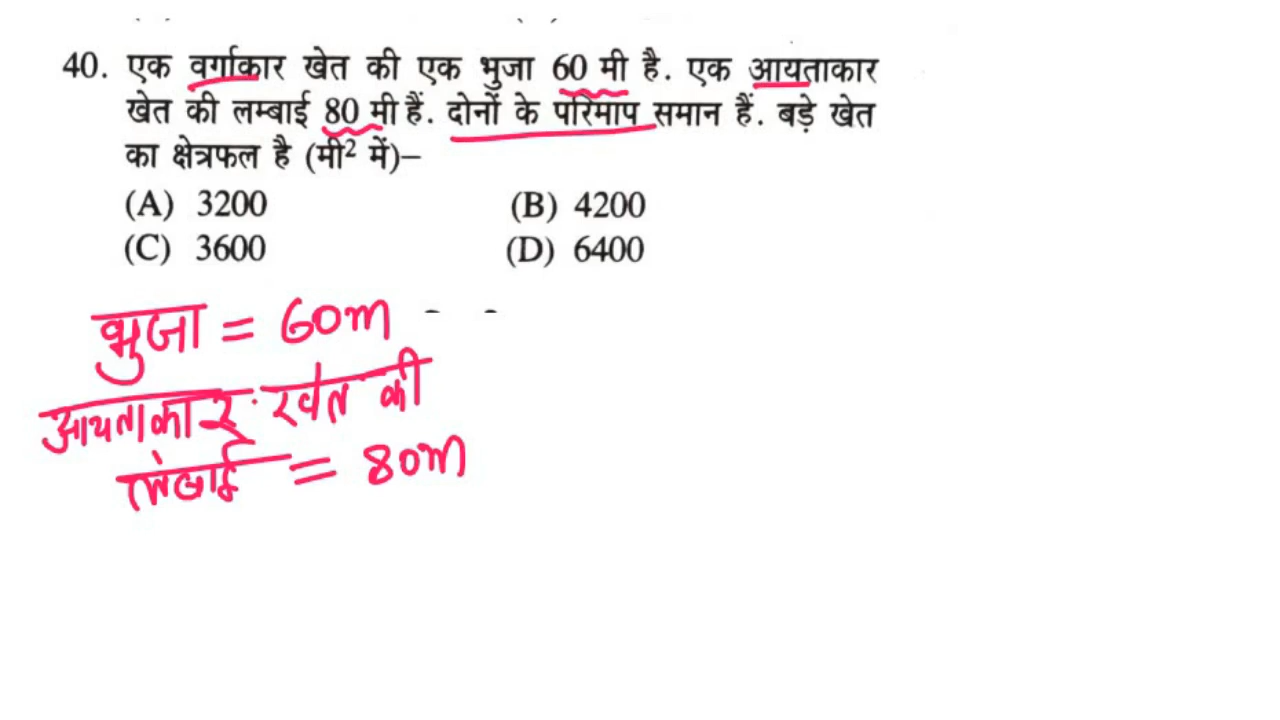 40. एक वर्गाकार खेत की एक भुजा 60 मी है. एक आयताकार
खेत की लम्बाई 80 मी हैं. दोनों के परिमाप समान हैं. बड़े खेत
का क्षेत्रफल है (मी² में)–
(A) 3200 (B) 4200
(C) 3600 (D) 6400
भुजा = 60m
आयताकार खेत की
लंबाई = 80m